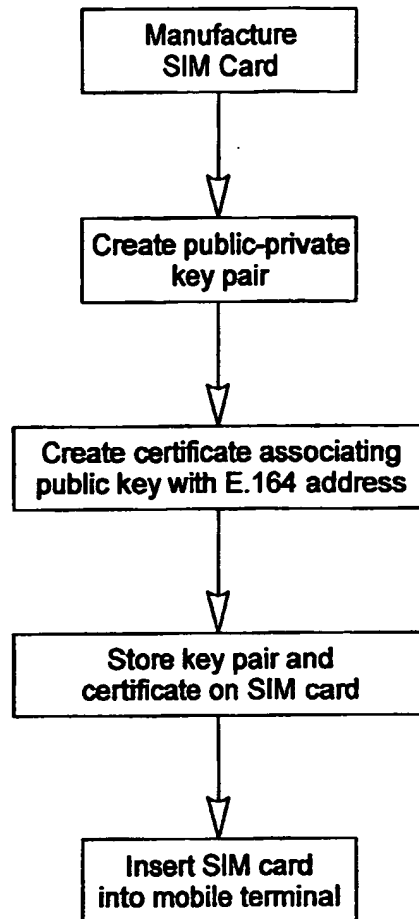 Manufacture
SIM Card
Create public-private
key pair
Create certificate associating
public key with E.164 address
Store key pair and
certificate on SIM card
Insert SIM card
into mobile terminal